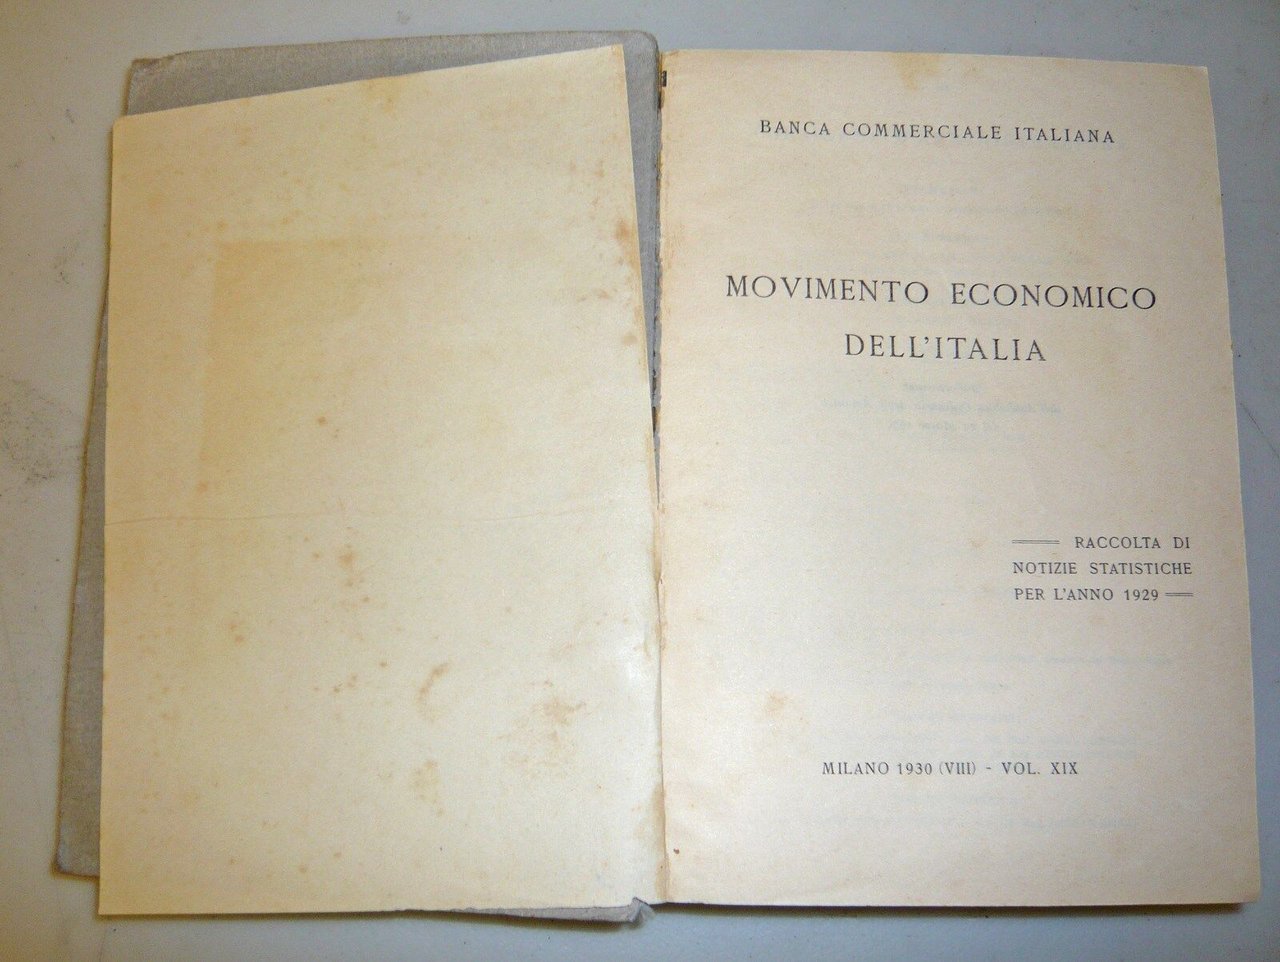 BANCA COMMERCIALE ITALIANA
MOVIMENTO ECONOMICO
DELL'ITALIA
RACCOLTA DI
NOTIZIE STATISTICHE
PER L'ANNO 1929
MILANO 1930 (VIII) - VOL. XIX